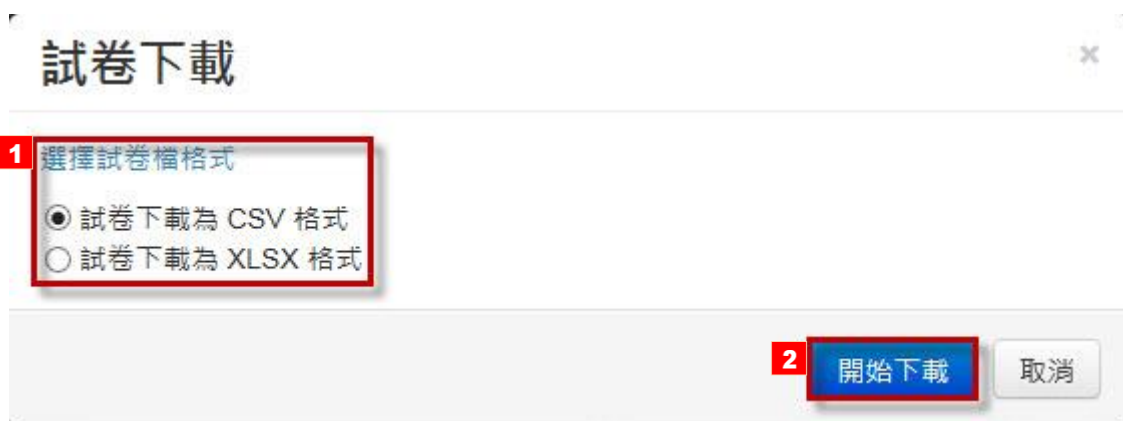 試卷下載
×
1
選擇試卷檔格式
試卷下載為 CSV 格式
試卷下載為 XLSX 格式
2 開始下載 取消